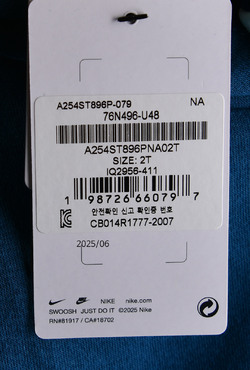 A254ST896P-079 NA
76N496-U48
A254ST896PNA02T
SIZE: 2T
IQ2956-411
1 98726 66079 7
안전확인 신고 확인증 번호
CB014R1777-2007
2025/06
NIKE nike.com
SWOOSH JUST DO IT ©2025 Nike
RN#81917 / CA#18702